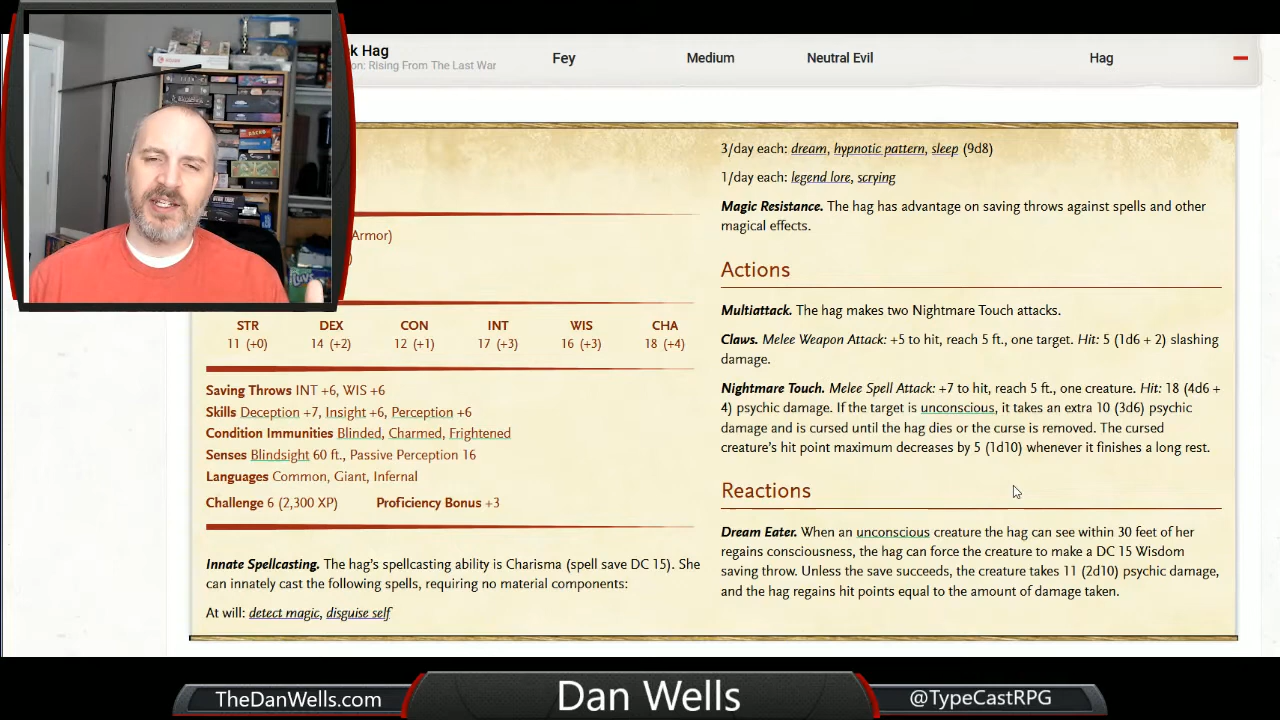 k Hag
on: Rising From The Last War
Fey
Medium
Neutral Evil
Hag
Armor)
)
STR DEX CON INT WIS CHA
11 (+0) 14 (+2) 12 (+1) 17 (+3) 16 (+3) 18 (+4)
Saving Throws INT +6, WIS +6
Skills Deception +7, Insight +6, Perception +6
Condition Immunities Blinded, Charmed, Frightened
Senses Blindsight 60 ft., Passive Perception 16
Languages Common, Giant, Infernal
Challenge 6 (2,300 XP) Proficiency Bonus +3
Innate Spellcasting. The hag's spellcasting ability is Charisma (spell save DC 15). She
can innately cast the following spells, requiring no material components:
At will: detect magic, disguise self
3/day each: dream, hypnotic pattern, sleep (9d8)
1/day each: legend lore, scrying
Magic Resistance. The hag has advantage on saving throws against spells and other
magical effects.
Actions
Multiattack. The hag makes two Nightmare Touch attacks.
Claws. Melee Weapon Attack: +5 to hit, reach 5 ft., one target. Hit: 5 (1d6 + 2) slashing
damage.
Nightmare Touch. Melee Spell Attack: +7 to hit, reach 5 ft., one creature. Hit: 18 (4d6 +
4) psychic damage. If the target is unconscious, it takes an extra 10 (3d6) psychic
damage and is cursed until the hag dies or the curse is removed. The cursed
creature's hit point maximum decreases by 5 (1d10) whenever it finishes a long rest.
Reactions
Dream Eater. When an unconscious creature the hag can see within 30 feet of her
regains consciousness, the hag can force the creature to make a DC 15 Wisdom
saving throw. Unless the save succeeds, the creature takes 11 (2d10) psychic damage,
and the hag regains hit points equal to the amount of damage taken.
TheDanWells.com
Dan Wells
@TypeCastRPG